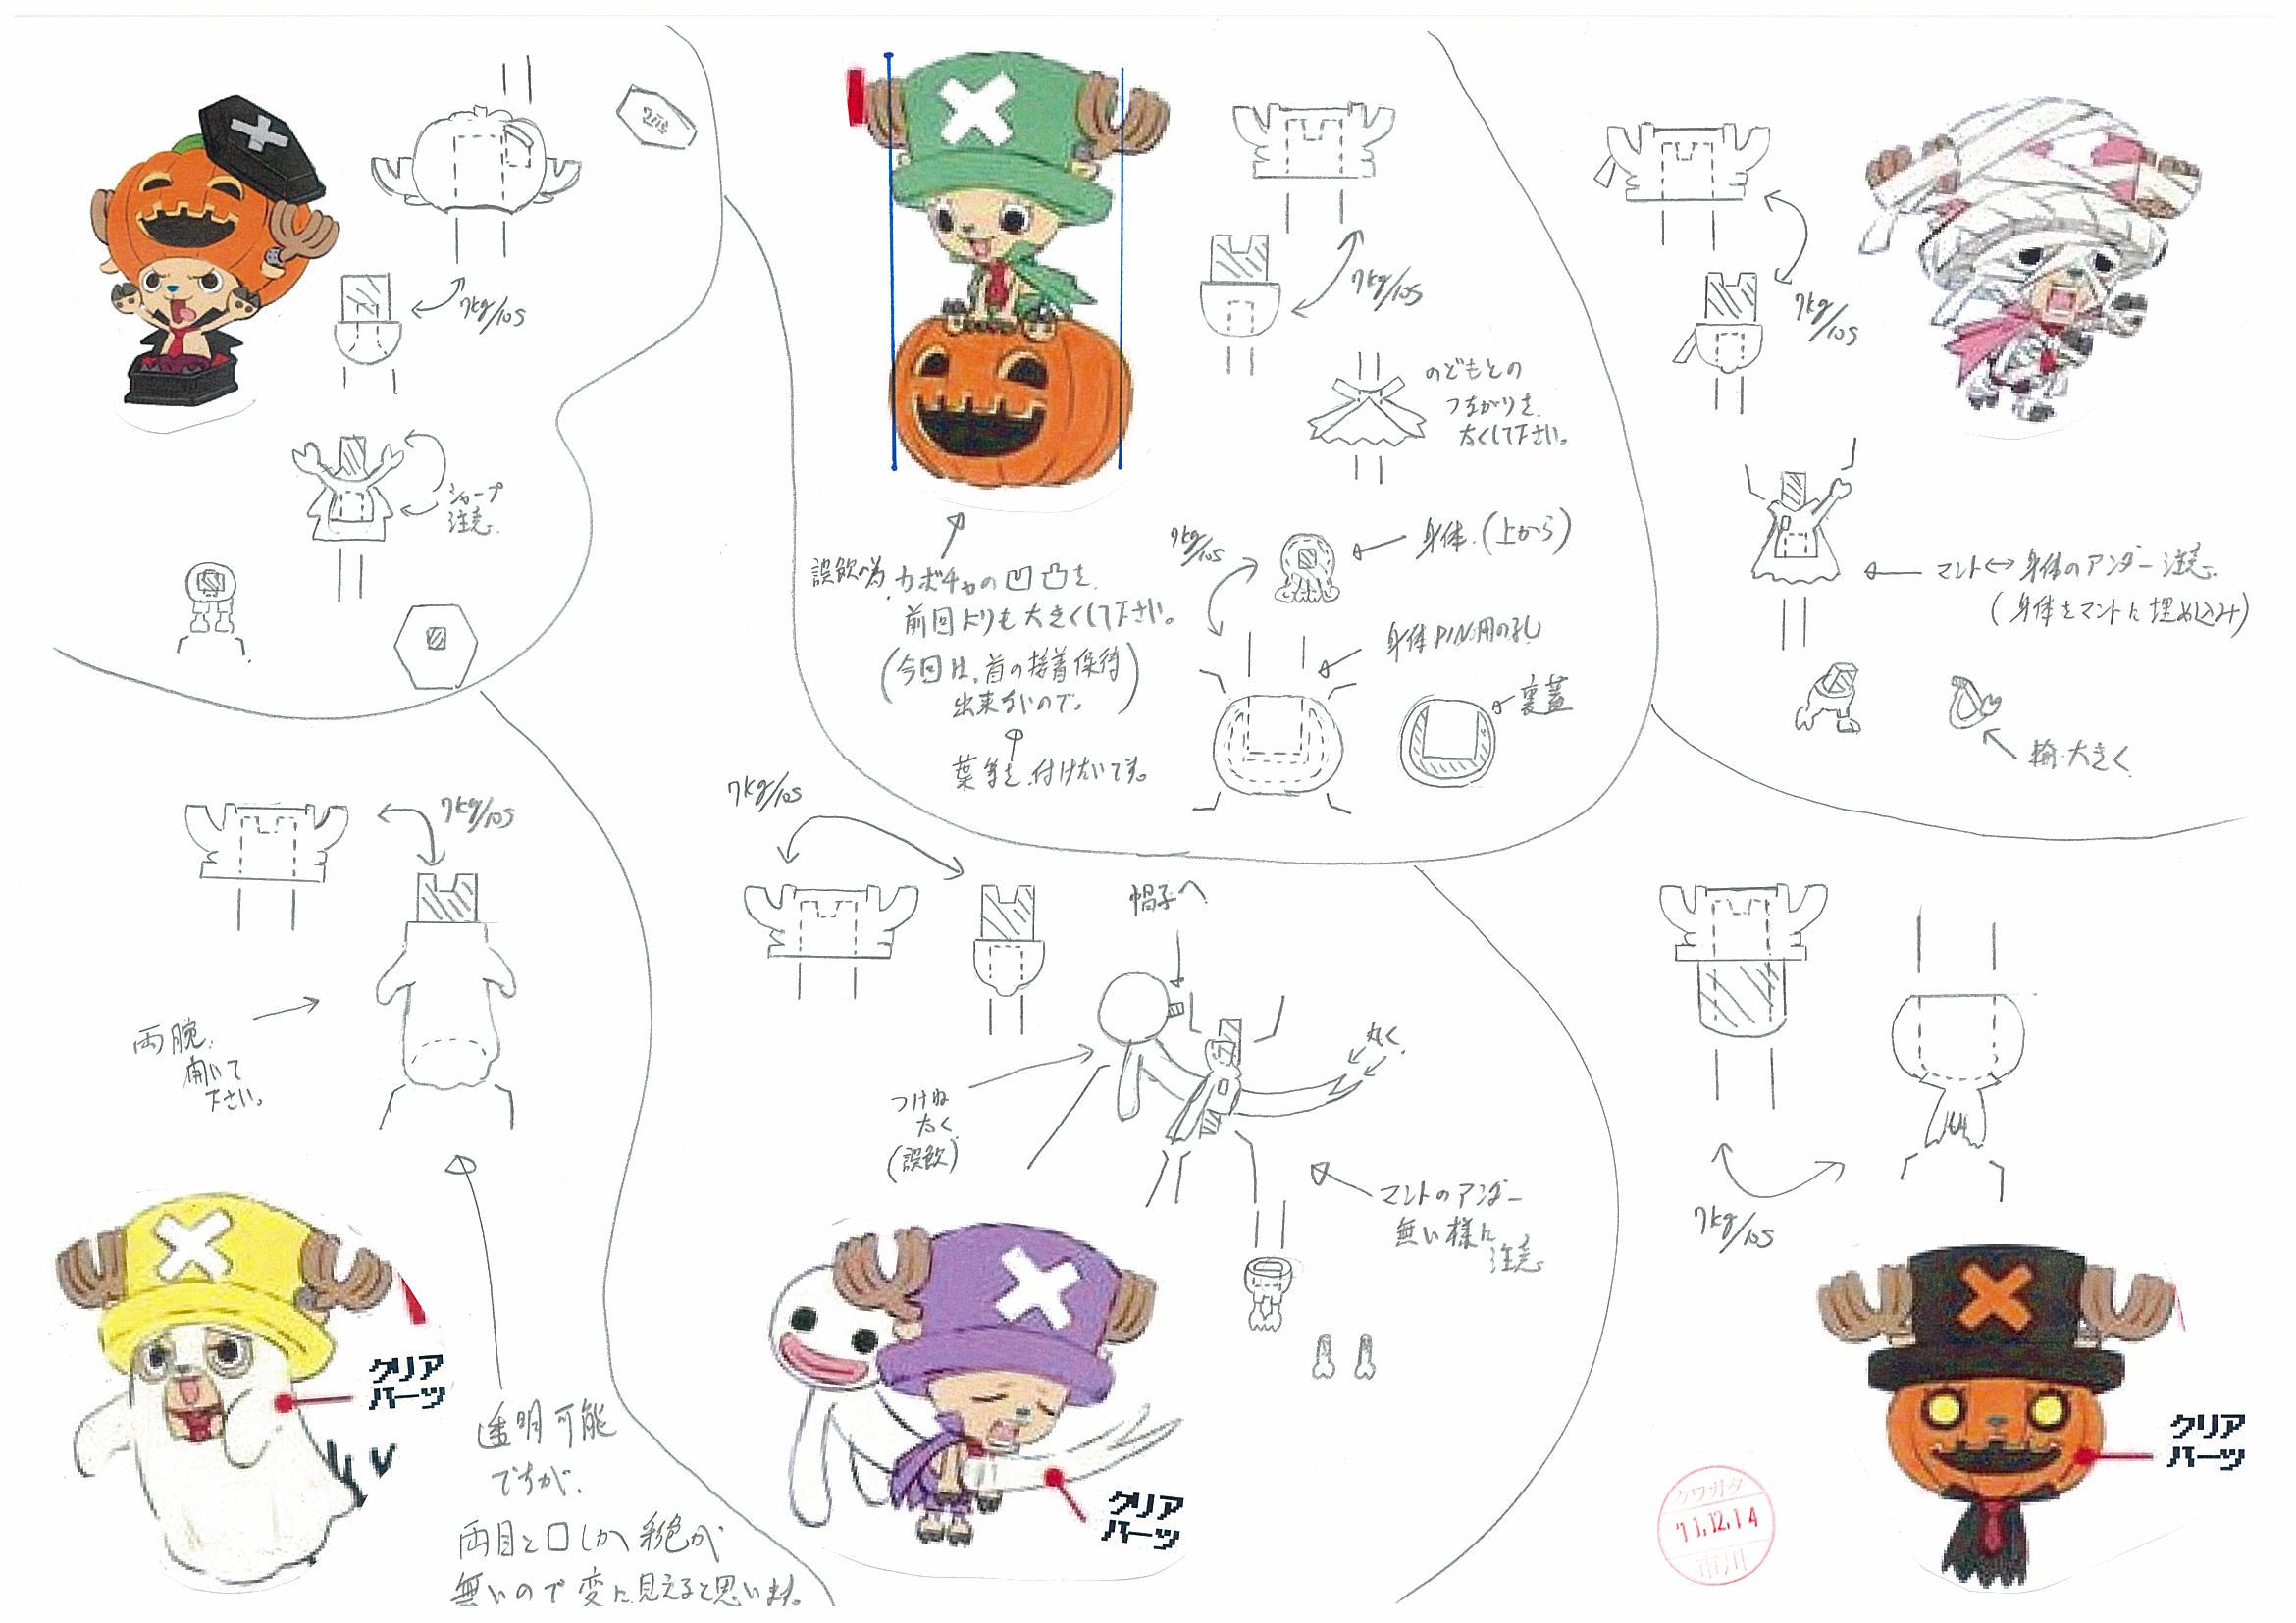 7kg/10s
シャープ
注意
7kg/10s
のどもとの
つながりを
太くして下さい。
誤飲の為、カボチャの凹凸を
前回よりも大きくして下さい。
(今回は、首の接着保持
出来ないので。)
葉等を付けたいです。
7kg/10s
身体.(上から)
身体PIN用の孔
裏蓋
7kg/10s
マント↔身体のアンダー注意
(身体をマントに埋め込み)
輪.大きく
7kg/10s
両腕.
開いて
下さい。
クリア
パーツ
透明可能
ですが.
両目と口しか彩色が
無いので変に見えると思います。
7kg/10s
帽子へ
つけね
太く
(誤飲)
丸く
マントのアンダー
無い様に
注意
クリア
パーツ
7kg/10s
クリア
パーツ
クワガタ
'11.12.14
市川